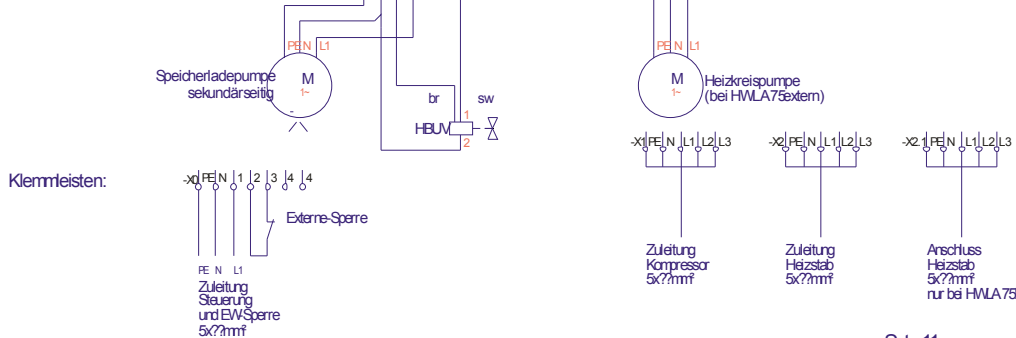 PE N L1
PE N L1
Speicherladepumpe
sekundärseitig
M
1~
br
sw
HBUV
1
2
M
1~
Heizkreispumpe
(bei HWLA75extern)
-X1 PE N L1 L2 L3
-X2 PE N L1 L2 L3
-X2.1 PE N L1 L2 L3
Klemmleisten:
-X0 PE N 1 2 3 4 4
Externe-Sperre
PE N L1
Zuleitung
Steuerung
und EW-Sperre
5x??mm²
Zuleitung
Kompressor
5x??mm²
Zuleitung
Heizstab
5x??mm²
Anschluss
Heizstab
5x??mm²
nur bei HWLA75